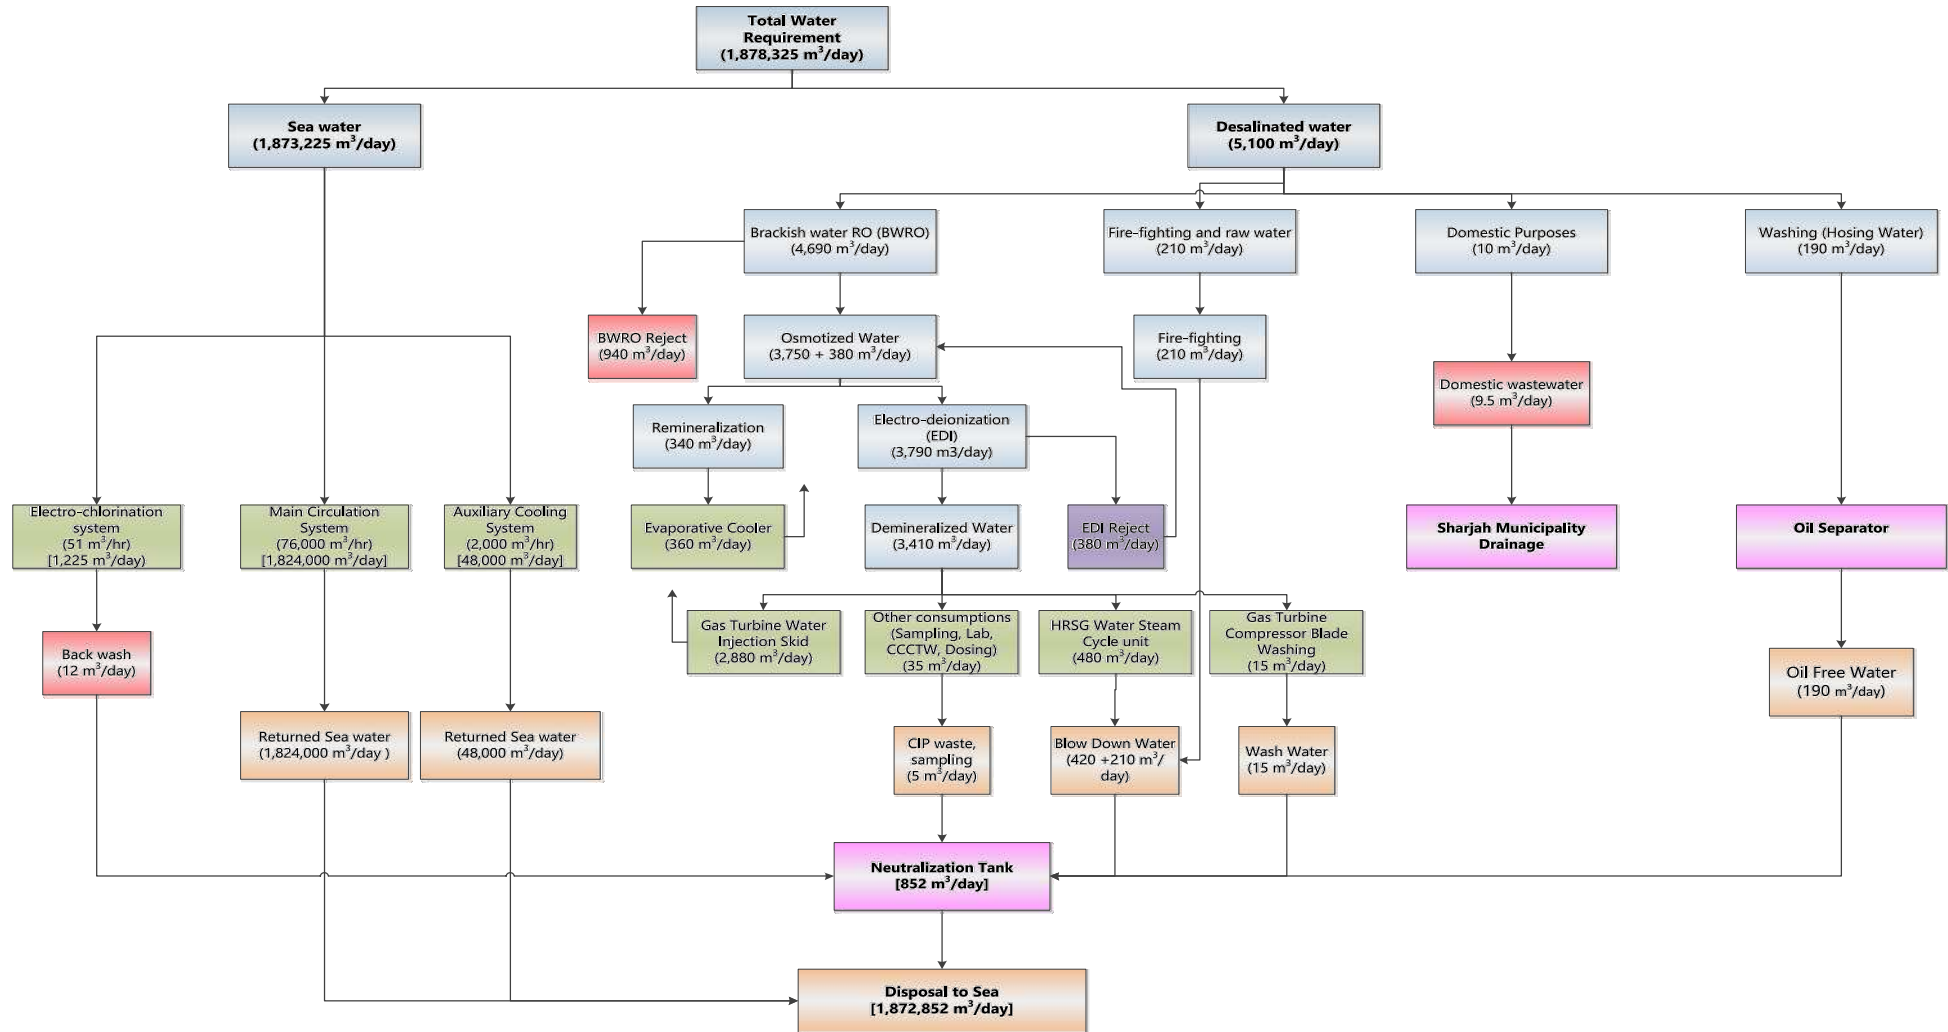 Total Water
Requirement
(1,878,325 m³/day)
Sea water
(1,873,225 m³/day)
Desalinated water
(5,100 m³/day)
Brackish water RO (BWRO)
(4,690 m³/day)
Fire-fighting and raw water
(210 m³/day)
Domestic Purposes
(10 m³/day)
Washing (Hosing Water)
(190 m³/day)
BWRO Reject
(940 m³/day)
Osmotized Water
(3,750 + 380 m³/day)
Fire-fighting
(210 m³/day)
Domestic wastewater
(9.5 m³/day)
Remineralization
(340 m³/day)
Electro-deionization
(EDI)
(3,790 m3/day)
Electro-chlorination
system
(51 m³/hr)
[1,225 m³/day)
Main Circulation
System
(76,000 m³/hr)
[1,824,000 m³/day]
Auxiliary Cooling
System
(2,000 m³/hr)
[48,000 m³/day]
Evaporative Cooler
(360 m³/day)
Demineralized Water
(3,410 m³/day)
EDI Reject
(380 m³/day)
Sharjah Municipality
Drainage
Oil Separator
Back wash
(12 m³/day)
Gas Turbine Water
Injection Skid
(2,880 m³/day)
Other consumptions
(Sampling, Lab,
CCCTW, Dosing)
(35 m³/day)
HRSG Water Steam
Cycle unit
(480 m³/day)
Gas Turbine
Compressor Blade
Washing
(15 m³/day)
Oil Free Water
(190 m³/day)
Returned Sea water
(1,824,000 m³/day )
Returned Sea water
(48,000 m³/day)
CIP waste,
sampling
(5 m³/day)
Blow Down Water
(420 +210 m³/
day)
Wash Water
(15 m³/day)
Neutralization Tank
[852 m³/day]
Disposal to Sea
[1,872,852 m³/day]